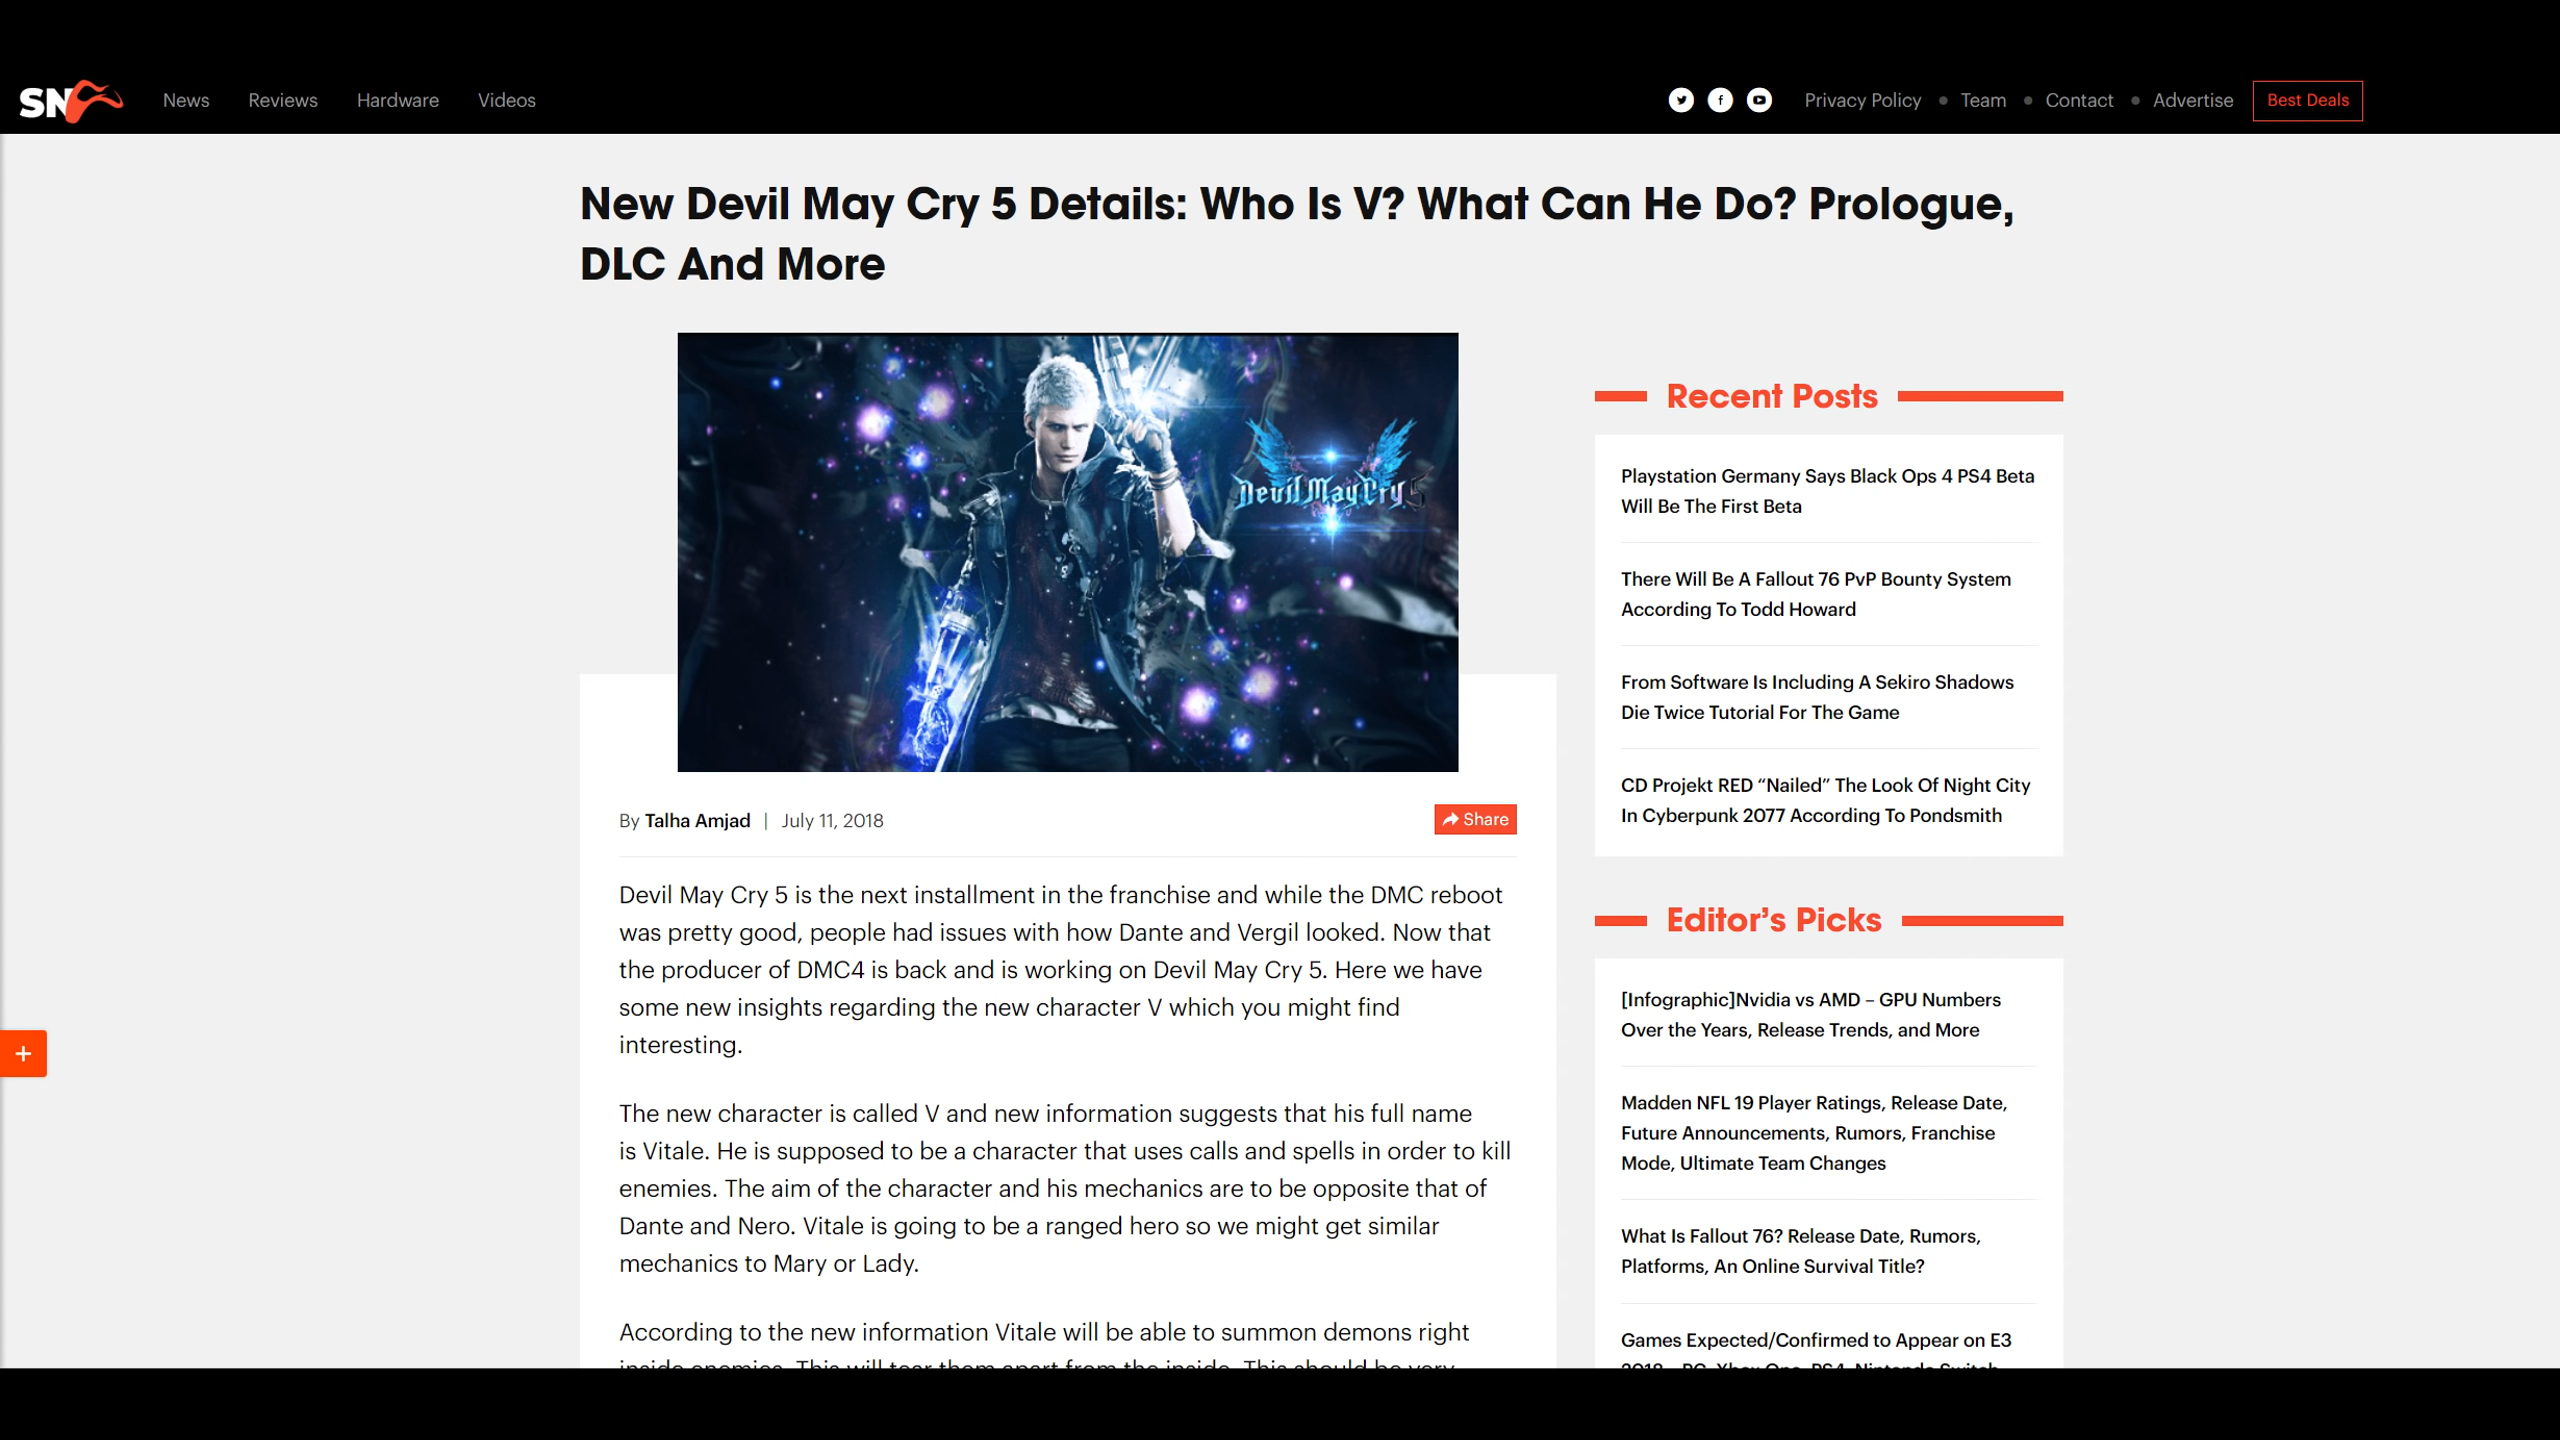 SN
News
Reviews
Hardware
Videos
Privacy Policy
Team
Contact
Advertise
Best Deals
New Devil May Cry 5 Details: Who Is V? What Can He Do? Prologue,
DLC And More
Devil May Cry 5
By Talha Amjad | July 11, 2018
Share
Devil May Cry 5 is the next installment in the franchise and while the DMC reboot
was pretty good, people had issues with how Dante and Vergil looked. Now that
the producer of DMC4 is back and is working on Devil May Cry 5. Here we have
some new insights regarding the new character V which you might find
interesting.
The new character is called V and new information suggests that his full name
is Vitale. He is supposed to be a character that uses calls and spells in order to kill
enemies. The aim of the character and his mechanics are to be opposite that of
Dante and Nero. Vitale is going to be a ranged hero so we might get similar
mechanics to Mary or Lady.
According to the new information Vitale will be able to summon demons right
inside enemies. This will tear them apart from the inside. This should be very
Recent Posts
Playstation Germany Says Black Ops 4 PS4 Beta
Will Be The First Beta
There Will Be A Fallout 76 PvP Bounty System
According To Todd Howard
From Software Is Including A Sekiro Shadows
Die Twice Tutorial For The Game
CD Projekt RED “Nailed” The Look Of Night City
In Cyberpunk 2077 According To Pondsmith
Editor’s Picks
[Infographic]Nvidia vs AMD – GPU Numbers
Over the Years, Release Trends, and More
Madden NFL 19 Player Ratings, Release Date,
Future Announcements, Rumors, Franchise
Mode, Ultimate Team Changes
What Is Fallout 76? Release Date, Rumors,
Platforms, An Online Survival Title?
Games Expected/Confirmed to Appear on E3
2018 – PC, Xbox One, PS4, Nintendo Switch